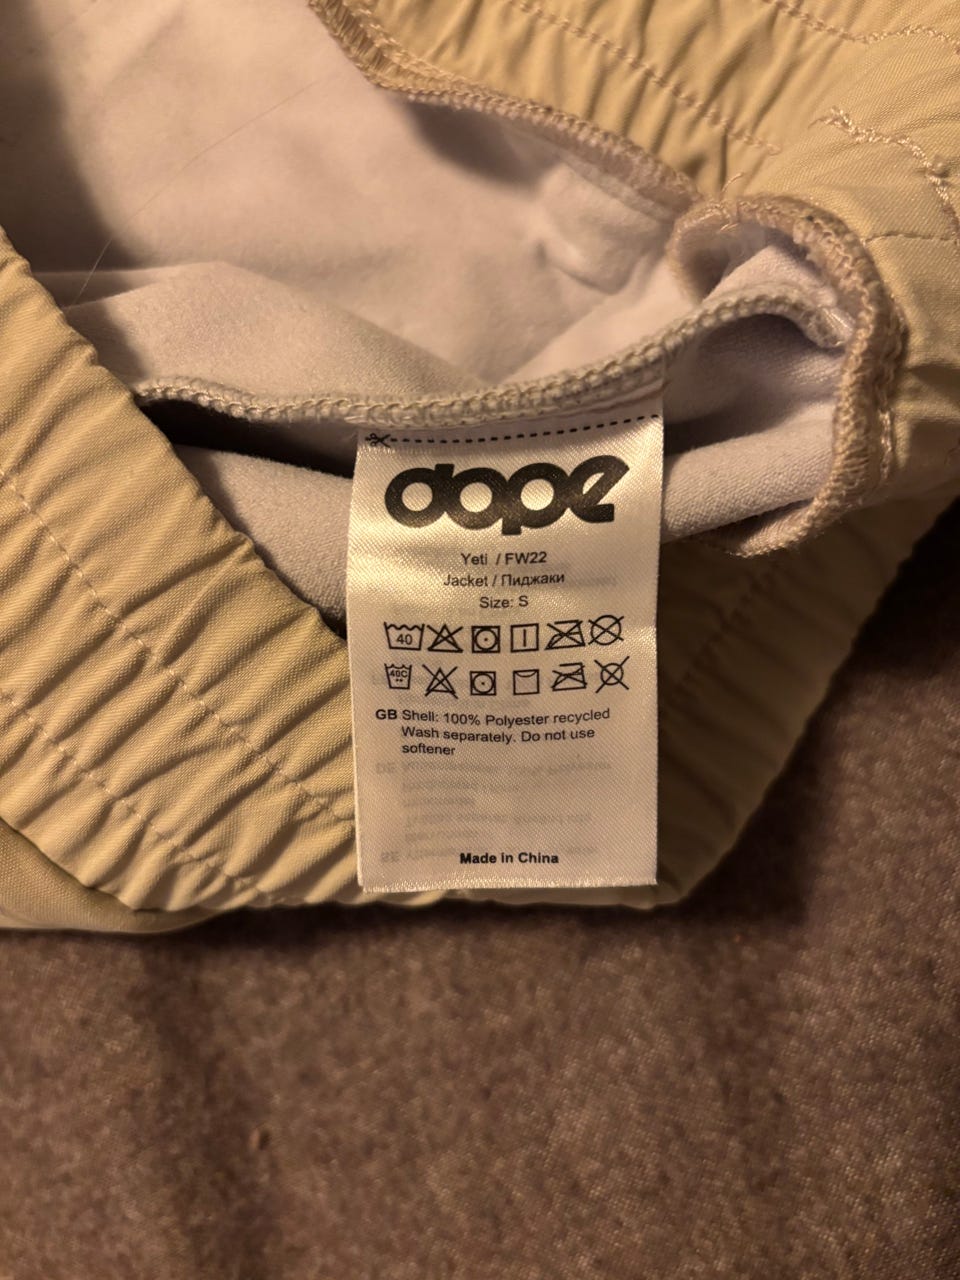 dope
Yeti / FW22
Jacket / Пиджаки
Size: S
40
40C
GB Shell: 100% Polyester recycled
Wash separately. Do not use
softener
Made in China